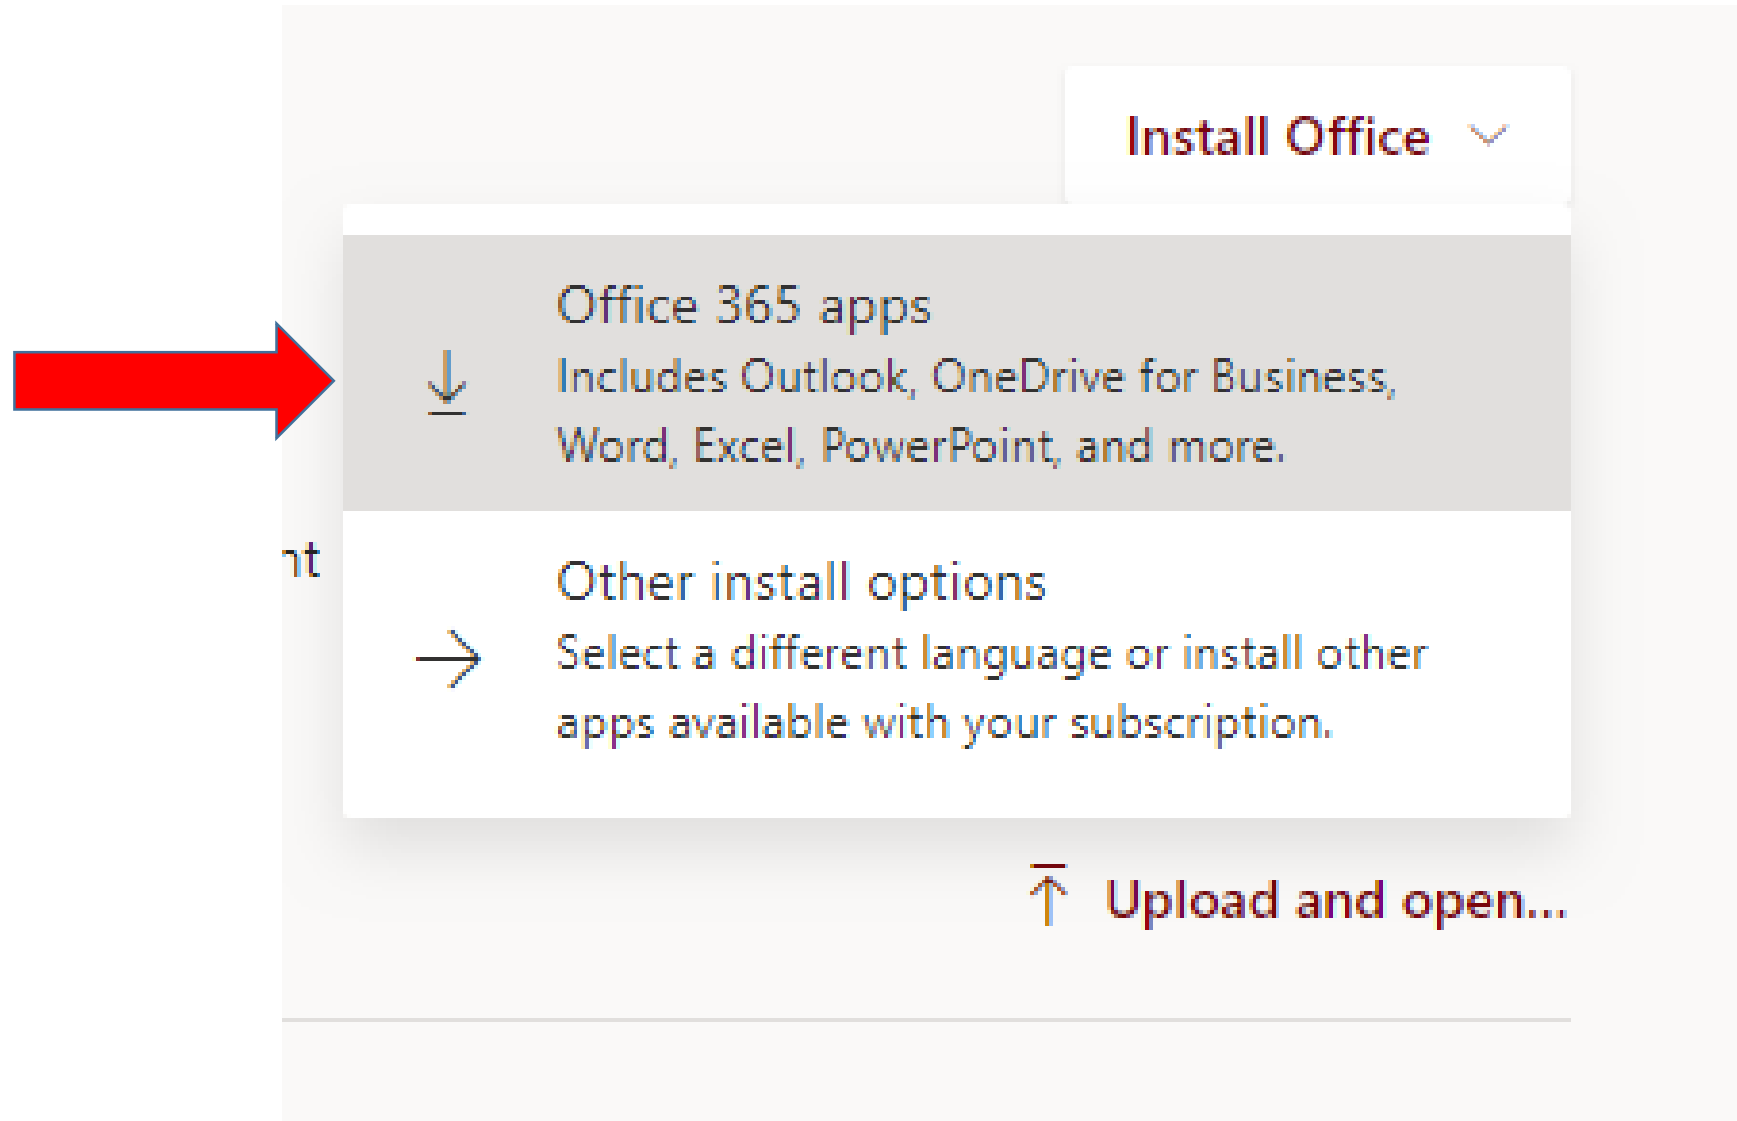 Install Office
Office 365 apps
Includes Outlook, OneDrive for Business,
Word, Excel, PowerPoint, and more.
nt
Other install options
Select a different language or install other
apps available with your subscription.
Upload and open...